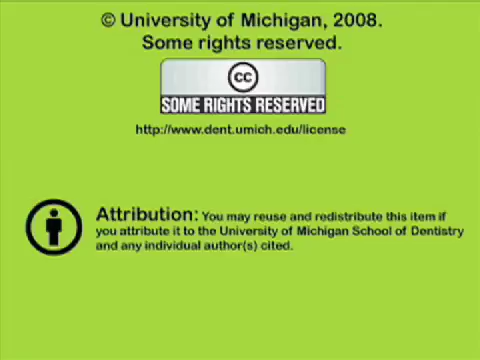 © University of Michigan, 2008.
Some rights reserved.
cc
SOME RIGHTS RESERVED
http://www.dent.umich.edu/license
Attribution: You may reuse and redistribute this item if
you attribute it to the University of Michigan School of Dentistry
and any individual author(s) cited.